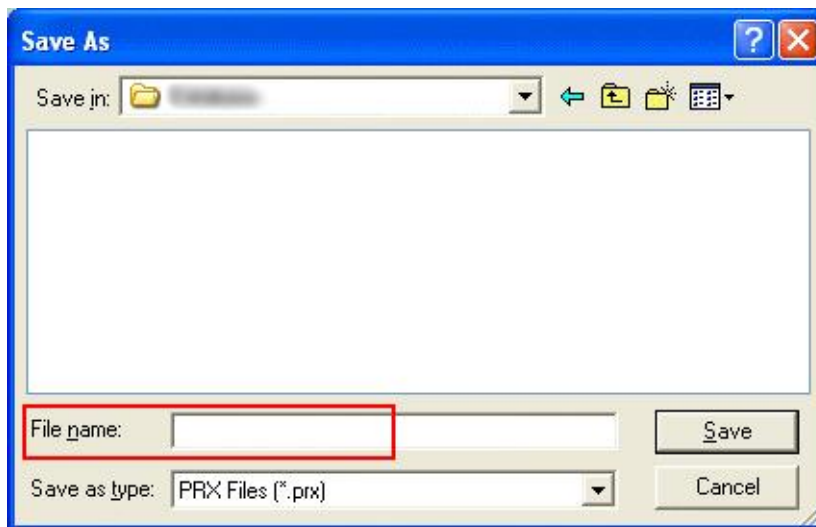 Save As
Save in:
File name:
Save
Save as type: PRX Files (*.prx)
Cancel